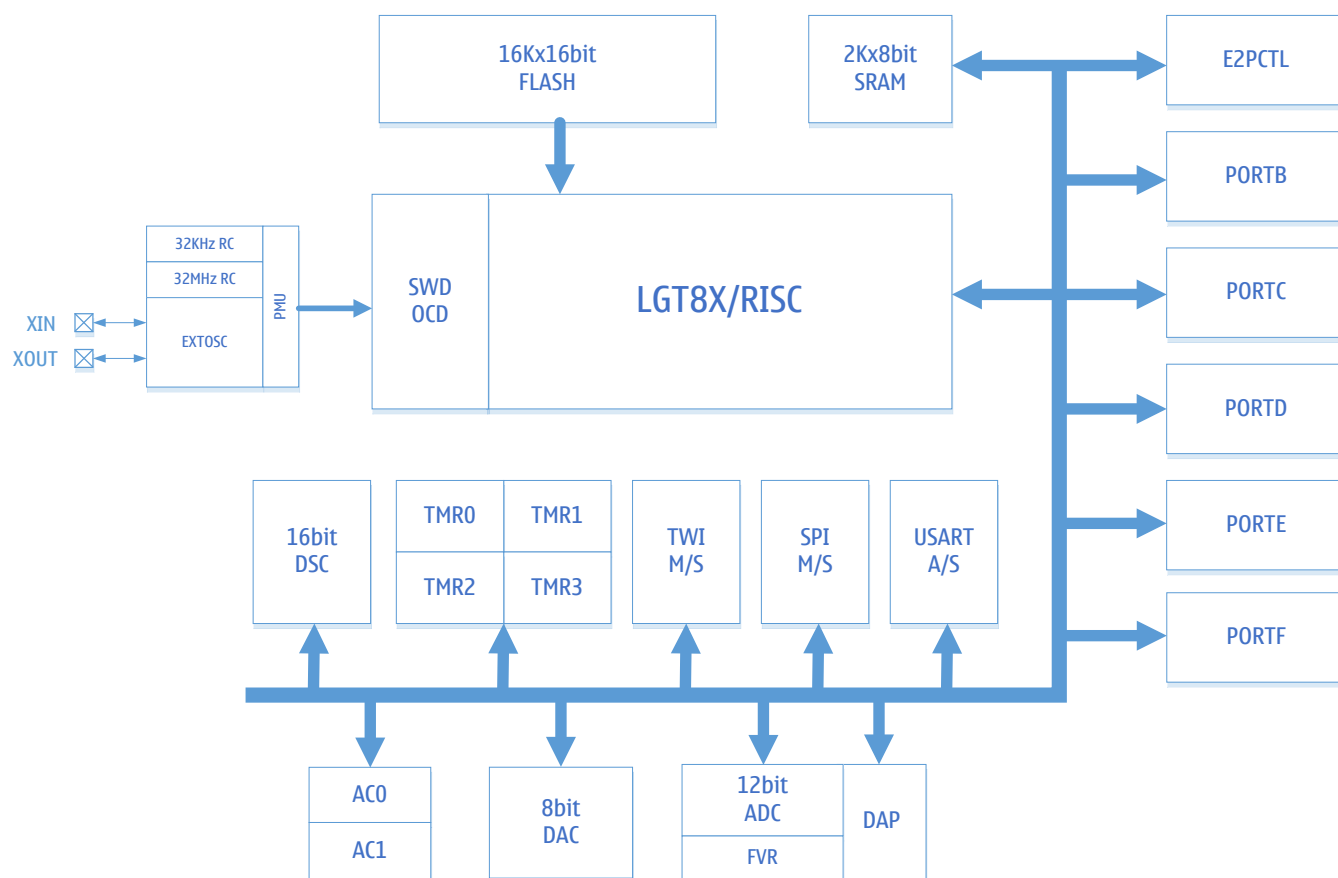 16Kx16bit
FLASH
2Kx8bit
SRAM
E2PCTL
PORTB
32KHz RC
32MHz RC
EXTOSC
PMU
XIN
XOUT
SWD
OCD
LGT8X/RISC
PORTC
PORTD
16bit
DSC
TMR0
TMR1
TMR2
TMR3
TWI
M/S
SPI
M/S
USART
A/S
PORTE
PORTF
AC0
AC1
8bit
DAC
12bit
ADC
FVR
DAP